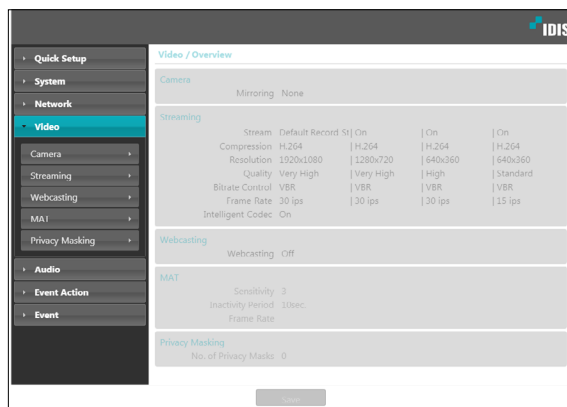 IDIS
Quick Setup
System
Network
Video
Camera
Streaming
Webcasting
MAT
Privacy Masking
Audio
Event Action
Event
Video / Overview
Camera
Mirroring None
Streaming
Stream Default Record St| On | On | On
Compression H.264 | H.264 | H.264 | H.264
Resolution 1920x1080 | 1280x720 | 640x360 | 640x360
Quality Very High | Very High | High | Standard
Bitrate Control VBR | VBR | VBR | VBR
Frame Rate 30 ips | 30 ips | 30 ips | 15 ips
Intelligent Codec On
Webcasting
Webcasting Off
MAT
Sensitivity 3
Inactivity Period 10sec.
Frame Rate
Privacy Masking
No. of Privacy Masks 0
Save